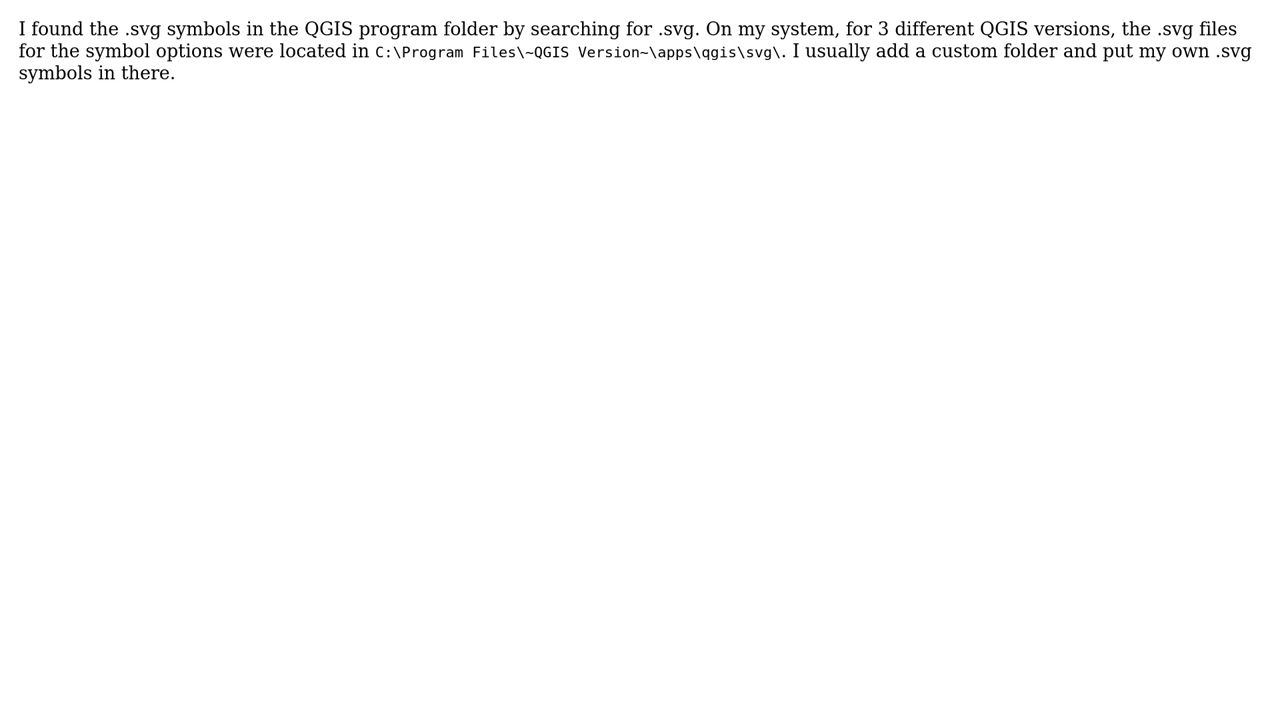 I found the .svg symbols in the QGIS program folder by searching for .svg. On my system, for 3 different QGIS versions, the .svg files
for the symbol options were located in C:\Program Files\~QGIS Version~\apps\qgis\svg\. I usually add a custom folder and put my own .svg
symbols in there.